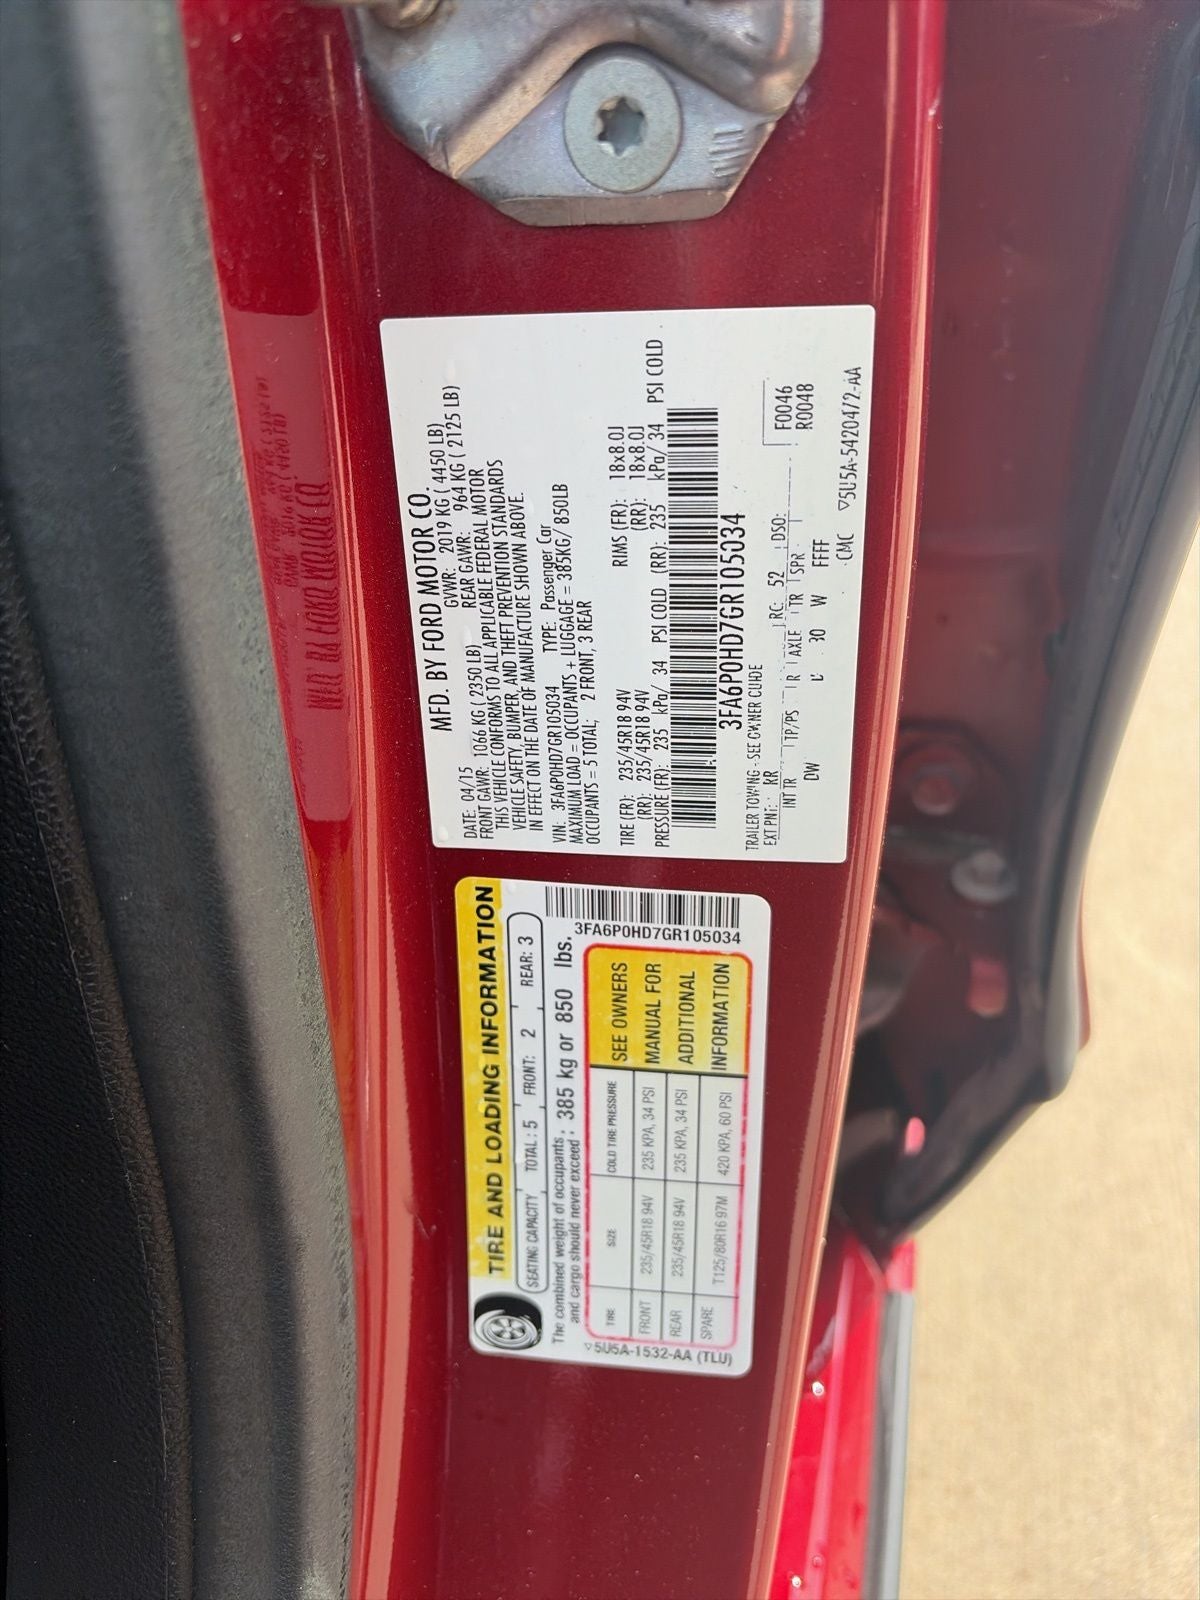 MFD. BY FORD MOTOR CO.
DATE: 04/15 GVWR: 2019 KG ( 4450 LB)
FRONT GAWR: 1066 KG ( 2350 LB) REAR GAWR: 964 KG ( 2125 LB)
THIS VEHICLE CONFORMS TO ALL APPLICABLE FEDERAL MOTOR
VEHICLE SAFETY, BUMPER, AND THEFT PREVENTION STANDARDS
IN EFFECT ON THE DATE OF MANUFACTURE SHOWN ABOVE.
VIN: 3FA6P0HD7GR105034 TYPE: Passenger Car
MAXIMUM LOAD = OCCUPANTS + LUGGAGE = 385KG/ 850LB
OCCUPANTS = 5 TOTAL; 2 FRONT, 3 REAR
TIRE (FR): 235/45R18 94V RIMS (FR): 18x8.0J
(RR): 235/45R18 94V (RR): 18x8.0J
PRESSURE (FR): 235 kPa/ 34 PSI COLD (RR): 235 kPa/ 34 PSI COLD
3FA6P0HD7GR105034
TRAILER TOWING - SEE OWNER GUIDE
EXT PNT: RR RC: 52 DSO: F0046
INT TR TP/PS R AXLE TR SPR R0048
DW 30 W FFFF
CMC ▽5U5A-5420472-AA
TIRE AND LOADING INFORMATION
SEATING CAPACITY TOTAL: 5 FRONT: 2 REAR: 3
The combined weight of occupants
and cargo should never exceed: 385 kg or 850 lbs.
3FA6P0HD7GR105034
TIRE SIZE COLD TIRE PRESSURE
FRONT 235/45R18 94V 235 KPA, 34 PSI
REAR 235/45R18 94V 235 KPA, 34 PSI
SPARE T125/80R16 97M 420 KPA, 60 PSI
SEE OWNERS
MANUAL FOR
ADDITIONAL
INFORMATION
▽5U5A-1532-AA (TLU)